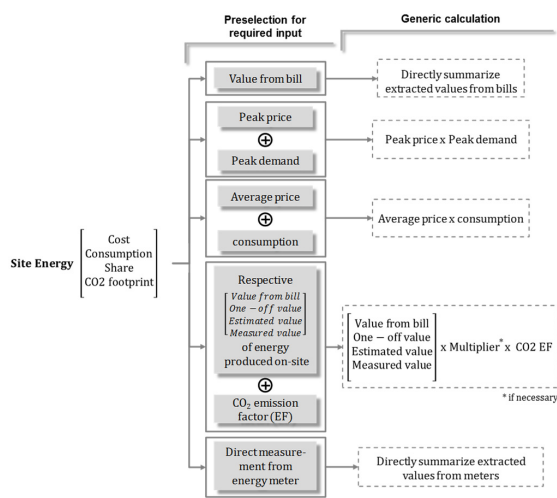 Preselection for
required input
Generic calculation
Value from bill
Directly summarize
extracted values from bills
Peak price
⊕
Peak demand
Peak price x Peak demand
Average price
⊕
consumption
Average price x consumption
Site Energy
Cost
Consumption
Share
CO2 footprint
Respective
Value from bill
One − off value
Estimated value
Measured value
of energy
produced on-site
⊕
CO₂ emission
factor (EF)
Value from bill
One − off value
Estimated value
Measured value
x Multiplier* x CO2 EF
* if necessary
Direct measure-
ment from
energy meter
Directly summarize extracted
values from meters